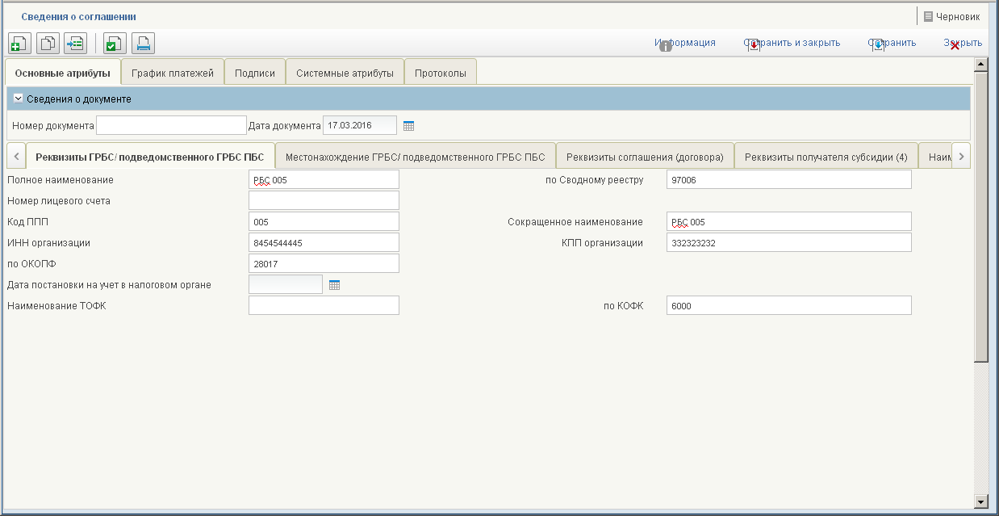 Сведения о соглашении
Черновик
Информация Сохранить и закрыть Сохранить Закрыть
Основные атрибуты График платежей Подписи Системные атрибуты Протоколы
Сведения о документе
Номер документа Дата документа 17.03.2016
Реквизиты ГРБС/ подведомственного ГРБС ПБС Местонахождение ГРБС/ подведомственного ГРБС ПБС Реквизиты соглашения (договора) Реквизиты получателя субсидии (4) Наим
Полное наименование РБС 005 по Сводному реестру 97006
Номер лицевого счета
Код ППП 005 Сокращенное наименование РБС 005
ИНН организации 8454544445 КПП организации 332323232
по ОКОПФ 28017
Дата постановки на учет в налоговом органе
Наименование ТОФК по КОФК 6000